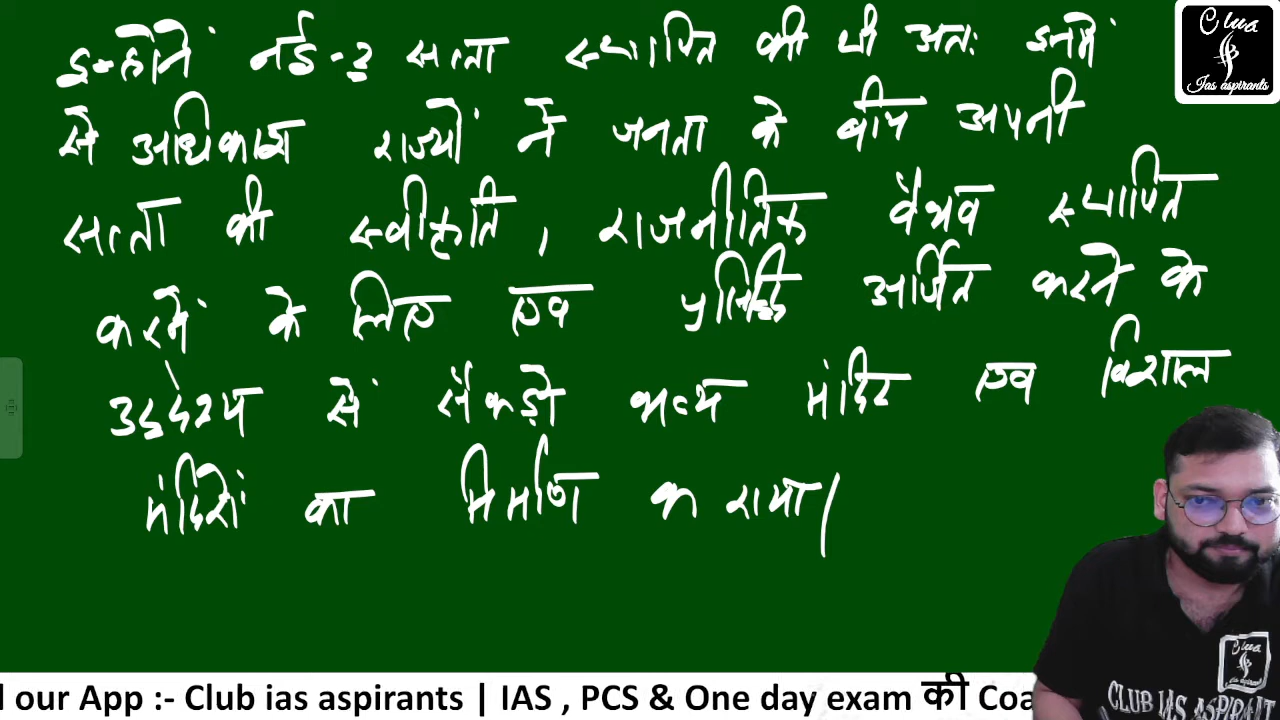 इन्होनें नई-2 सत्ता स्थापित की थी अतः इनमें
से अधिकांश राज्यों ने जनता के बीच अपनी
सत्ता की स्वीकृति, राजनीतिक वैभव स्थापित
करनें के लिए एवं प्रसिद्धि अर्जित करने के
उद्देश्य से सैकड़ो भव्य मंदिर एवं विशाल
मंदिरों का निर्माण कराया।
Club
Ias aspirants
Club
CLUB IAS ASPIRANT
l our App :- Club ias aspirants | IAS , PCS & One day exam की Coa